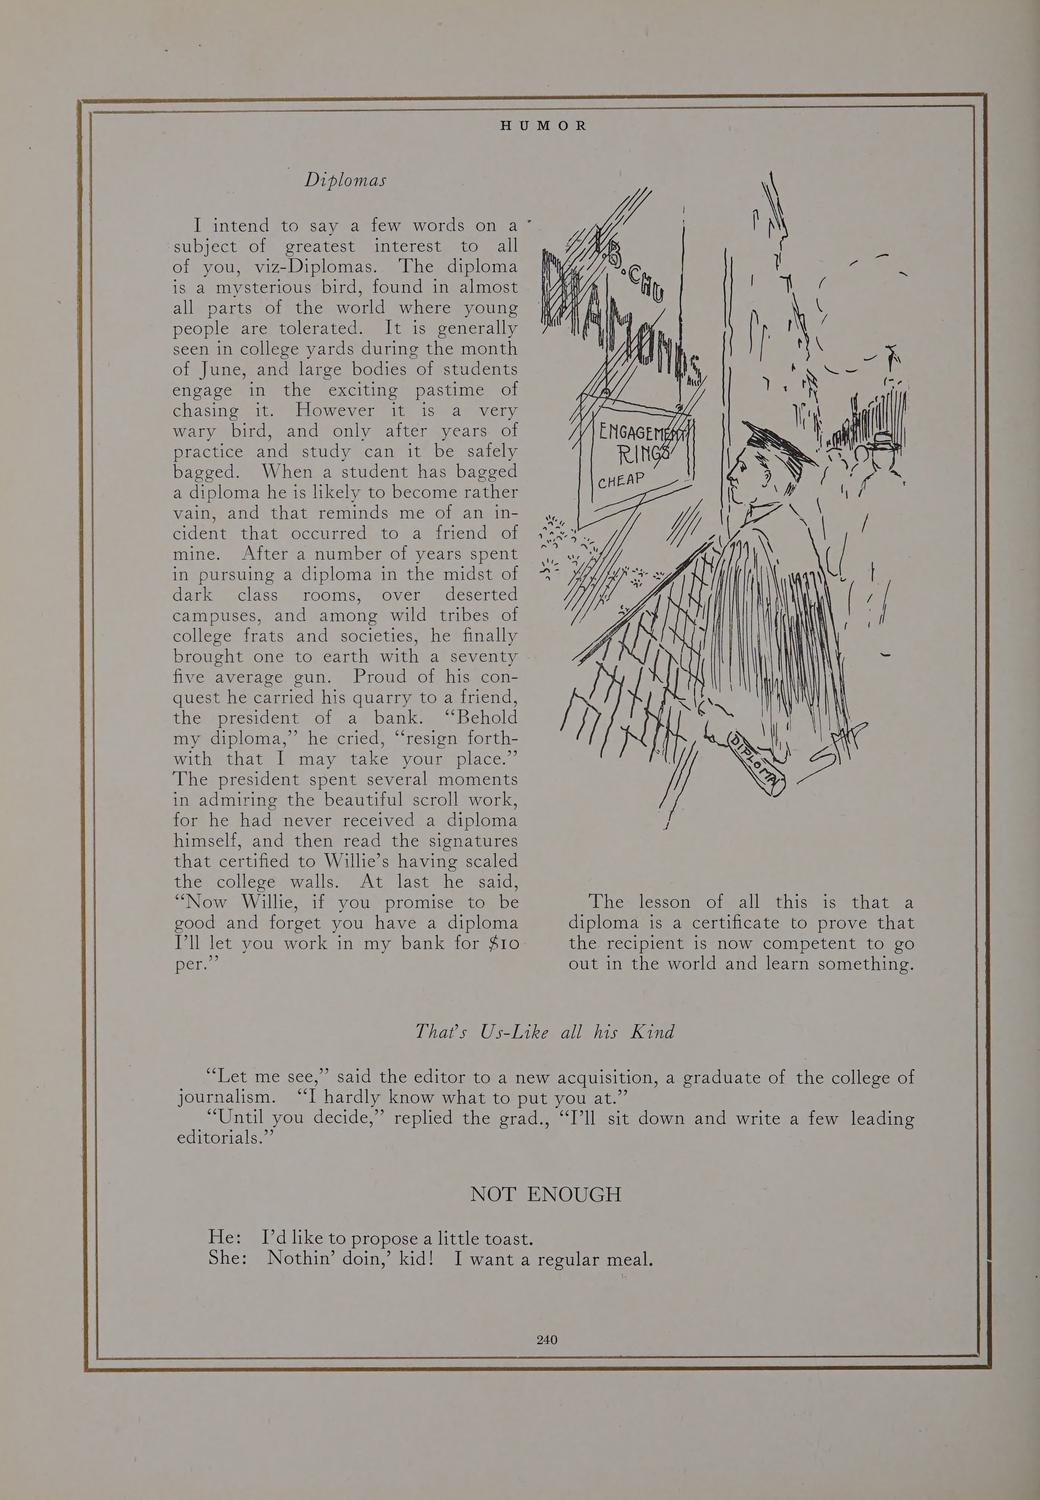 HUMOR
Diplomas
I intend to say a few words on a
subject of greatest interest to all
of you, viz-Diplomas. The diploma
is a mysterious bird, found in almost
all parts of the world where young
people are tolerated. It is generally
seen in college yards during the month
of June, and large bodies of students
engage in the exciting pastime of
chasing it. However it is a very
wary bird, and only after years of
practice and study can it be safely
bagged. When a student has bagged
a diploma he is likely to become rather
vain, and that reminds me of an in-
cident that occurred to a friend of
mine. After a number of years spent
in pursuing a diploma in the midst of
dark class rooms, over deserted
campuses, and among wild tribes of
college frats and societies, he finally
brought one to earth with a seventy
five average gun. Proud of his con-
quest he carried his quarry to a friend,
the president of a bank. “Behold
my diploma,” he cried, “resign forth-
with that I may take your place.”
The president spent several moments
in admiring the beautiful scroll work,
for he had never received a diploma
himself, and then read the signatures
that certified to Willie’s having scaled
the college walls. At last he said,
“Now Willie, if you promise to be
good and forget you have a diploma
I’ll let you work in my bank for $10
per.”
I.B.CHU
DIAMONDS
ENGAGEMENT
RINGS
CHEAP
DIPLOMA
The lesson of all this is that a
diploma is a certificate to prove that
the recipient is now competent to go
out in the world and learn something.
That’s Us-Like all his Kind
“Let me see,” said the editor to a new acquisition, a graduate of the college of
journalism. “I hardly know what to put you at.”
“Until you decide,” replied the grad., “I’ll sit down and write a few leading
editorials.”
NOT ENOUGH
He: I’d like to propose a little toast.
She: Nothin’ doin,’ kid! I want a regular meal.
240